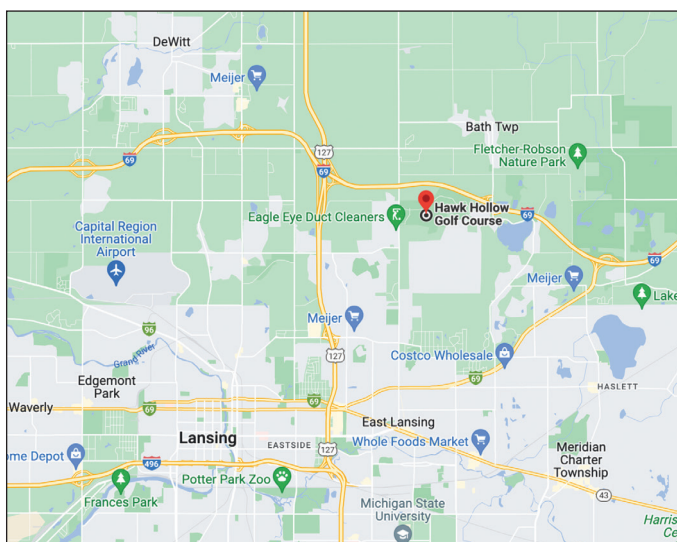 DeWitt
Meijer
127
69
69
Bath Twp
Fletcher-Robson
Nature Park
Eagle Eye Duct Cleaners
Hawk Hollow
Golf Course
69
Capital Region
International
Airport
69
Meijer
Lake
96
Meijer
127
Grand River
Costco Wholesale
69
Edgemont
Park
HASLETT
Waverly
69
69
East Lansing
Lansing
EASTSIDE
127
Whole Foods Market
ome Depot
496
Meridian
Charter
Township
Potter Park Zoo
Frances Park
43
Michigan State
University
Harris
Ce